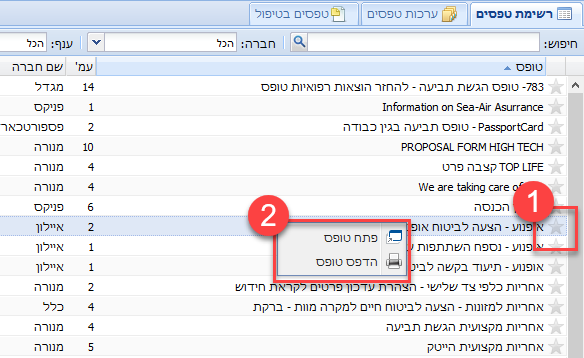 רשימת טפסים ערכות טפסים טפסים בטיפול
חיפוש: חברה: הכל ענף: הכל
טופס עמ' שם חברה
783- טופס הגשת תביעה - להחזר הוצאות רפואיות טופס 14 מגדל
Information on Sea-Air Asurrance 1 פניקס
PassportCard - טופס תביעה בגין כבודה 2 פספורטכאר
PROPOSAL FORM HIGH TECH 10 מנורה
TOP LIFE קצבה פרט 4 מנורה
We are taking care of 4 מנורה
הכנסה 6 פניקס
1
2
אופנוע - הצעה לביטוח אופ 2 איילון
אופנוע - נספח השתתפות ע 1 איילון
אופנוע - תיעוד בקשה לביט 1 איילון
פתח טופס
הדפס טופס
אחריות כלפי צד שלישי - הצהרת עדכון פרטים לקראת חידוש 2 מנורה
אחריות למזונות - הצעה לביטוח חיים למקרה מוות - ברקת 4 כלל
אחריות מקצועית הגשת תביעה 4 מנורה
אחריות מקצועית הייטק 5 מנורה